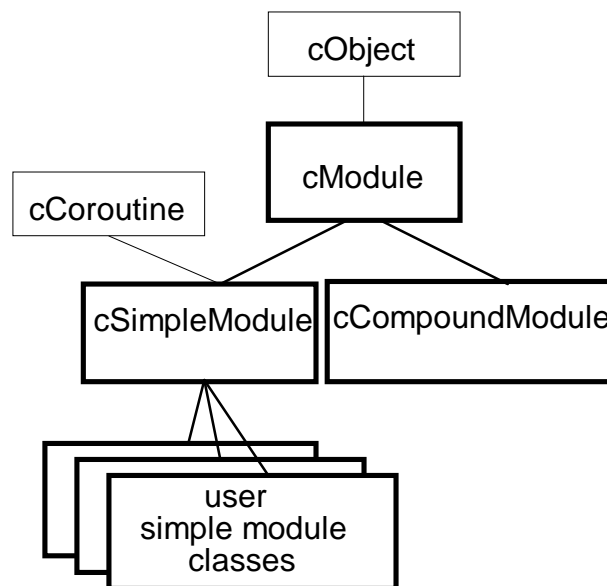 cObject
cModule
cCoroutine
cSimpleModule
cCompoundModule
user
simple module
classes